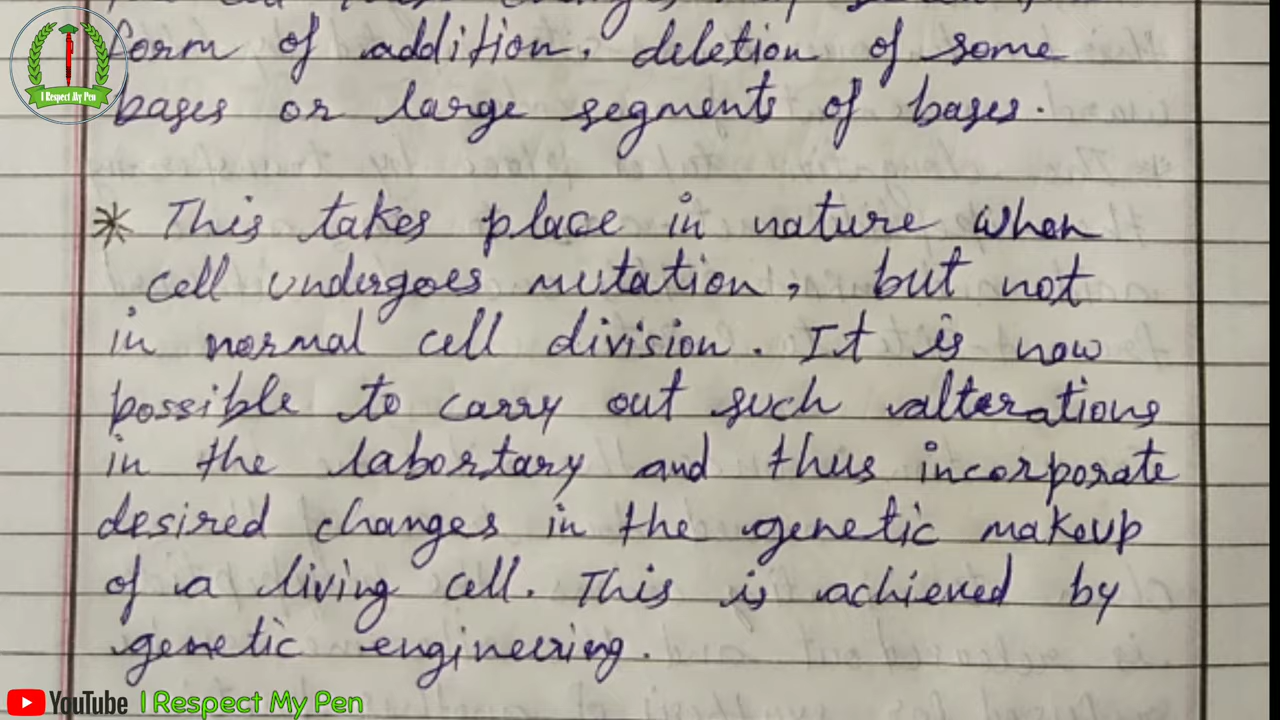 form of addition, deletion of some
bases or large segments of bases.
* This takes place in nature when
cell undergoes mutation, but not
in normal cell division. It is now
possible to carry out such alterations
in the labortary and thus incorporate
desired changes in the genetic makeup
of a living cell. This is achieved by
genetic engineering.
I Respect My Pen
YouTube I Respect My Pen